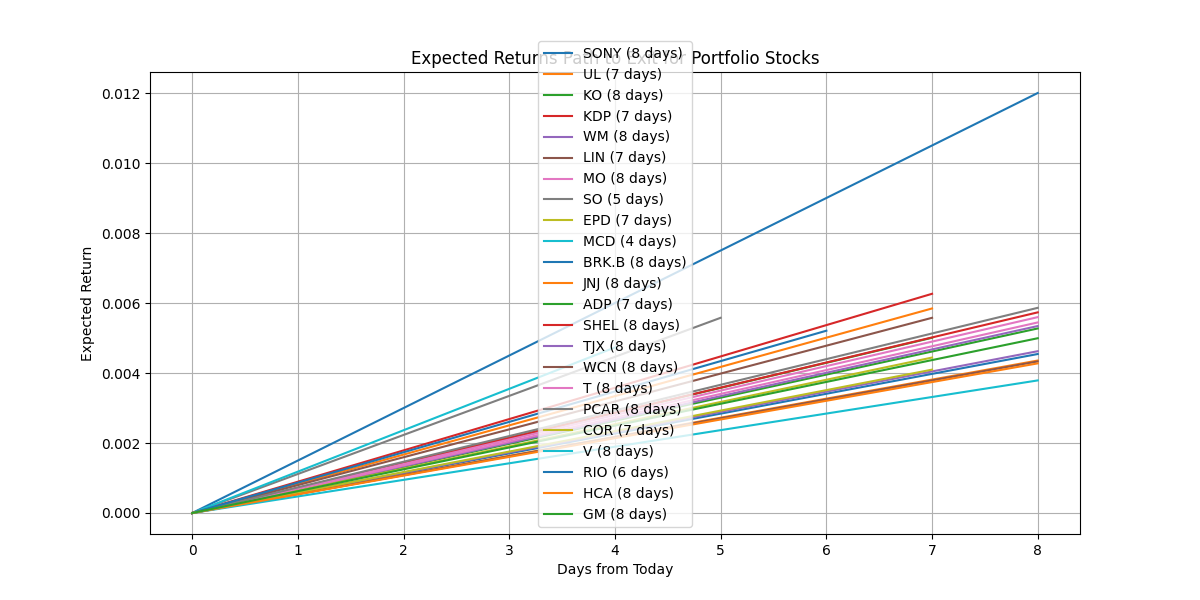 Expected Returns Path to Exit for Portfolio Stocks
SONY (8 days)
UL (7 days)
KO (8 days)
KDP (7 days)
WM (8 days)
LIN (7 days)
MO (8 days)
SO (5 days)
EPD (7 days)
MCD (4 days)
BRK.B (8 days)
JNJ (8 days)
ADP (7 days)
SHEL (8 days)
TJX (8 days)
WCN (8 days)
T (8 days)
PCAR (8 days)
COR (7 days)
V (8 days)
RIO (6 days)
HCA (8 days)
GM (8 days)
Expected Return
0.012
0.010
0.008
0.006
0.004
0.002
0.000
0 1 2 3 4 5 6 7 8
Days from Today